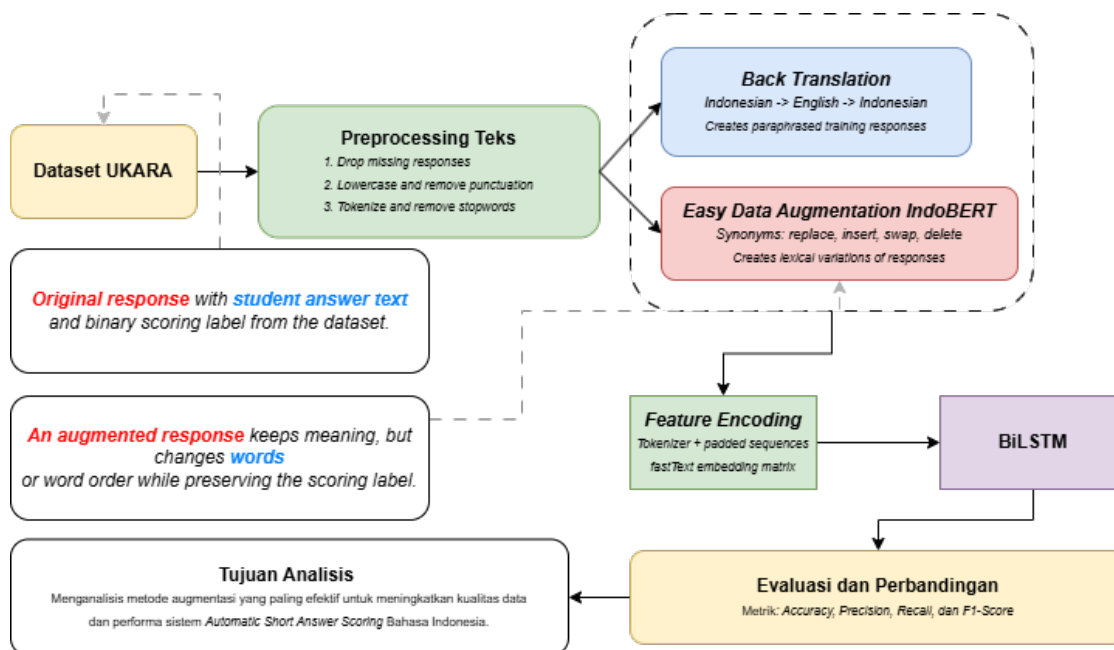 Dataset UKARA
Preprocessing Teks
1. Drop missing responses
2. Lowercase and remove punctuation
3. Tokenize and remove stopwords
Back Translation
Indonesian -> English -> Indonesian
Creates paraphrased training responses
Easy Data Augmentation IndoBERT
Synonyms: replace, insert, swap, delete
Creates lexical variations of responses
Original response with student answer text
and binary scoring label from the dataset.
An augmented response keeps meaning, but
changes words
or word order while preserving the scoring label.
Feature Encoding
Tokenizer + padded sequences
fastText embedding matrix
BiLSTM
Evaluasi dan Perbandingan
Metrik: Accuracy, Precision, Recall, dan F1-Score
Tujuan Analisis
Menganalisis metode augmentasi yang paling efektif untuk meningkatkan kualitas data
dan performa sistem Automatic Short Answer Scoring Bahasa Indonesia.